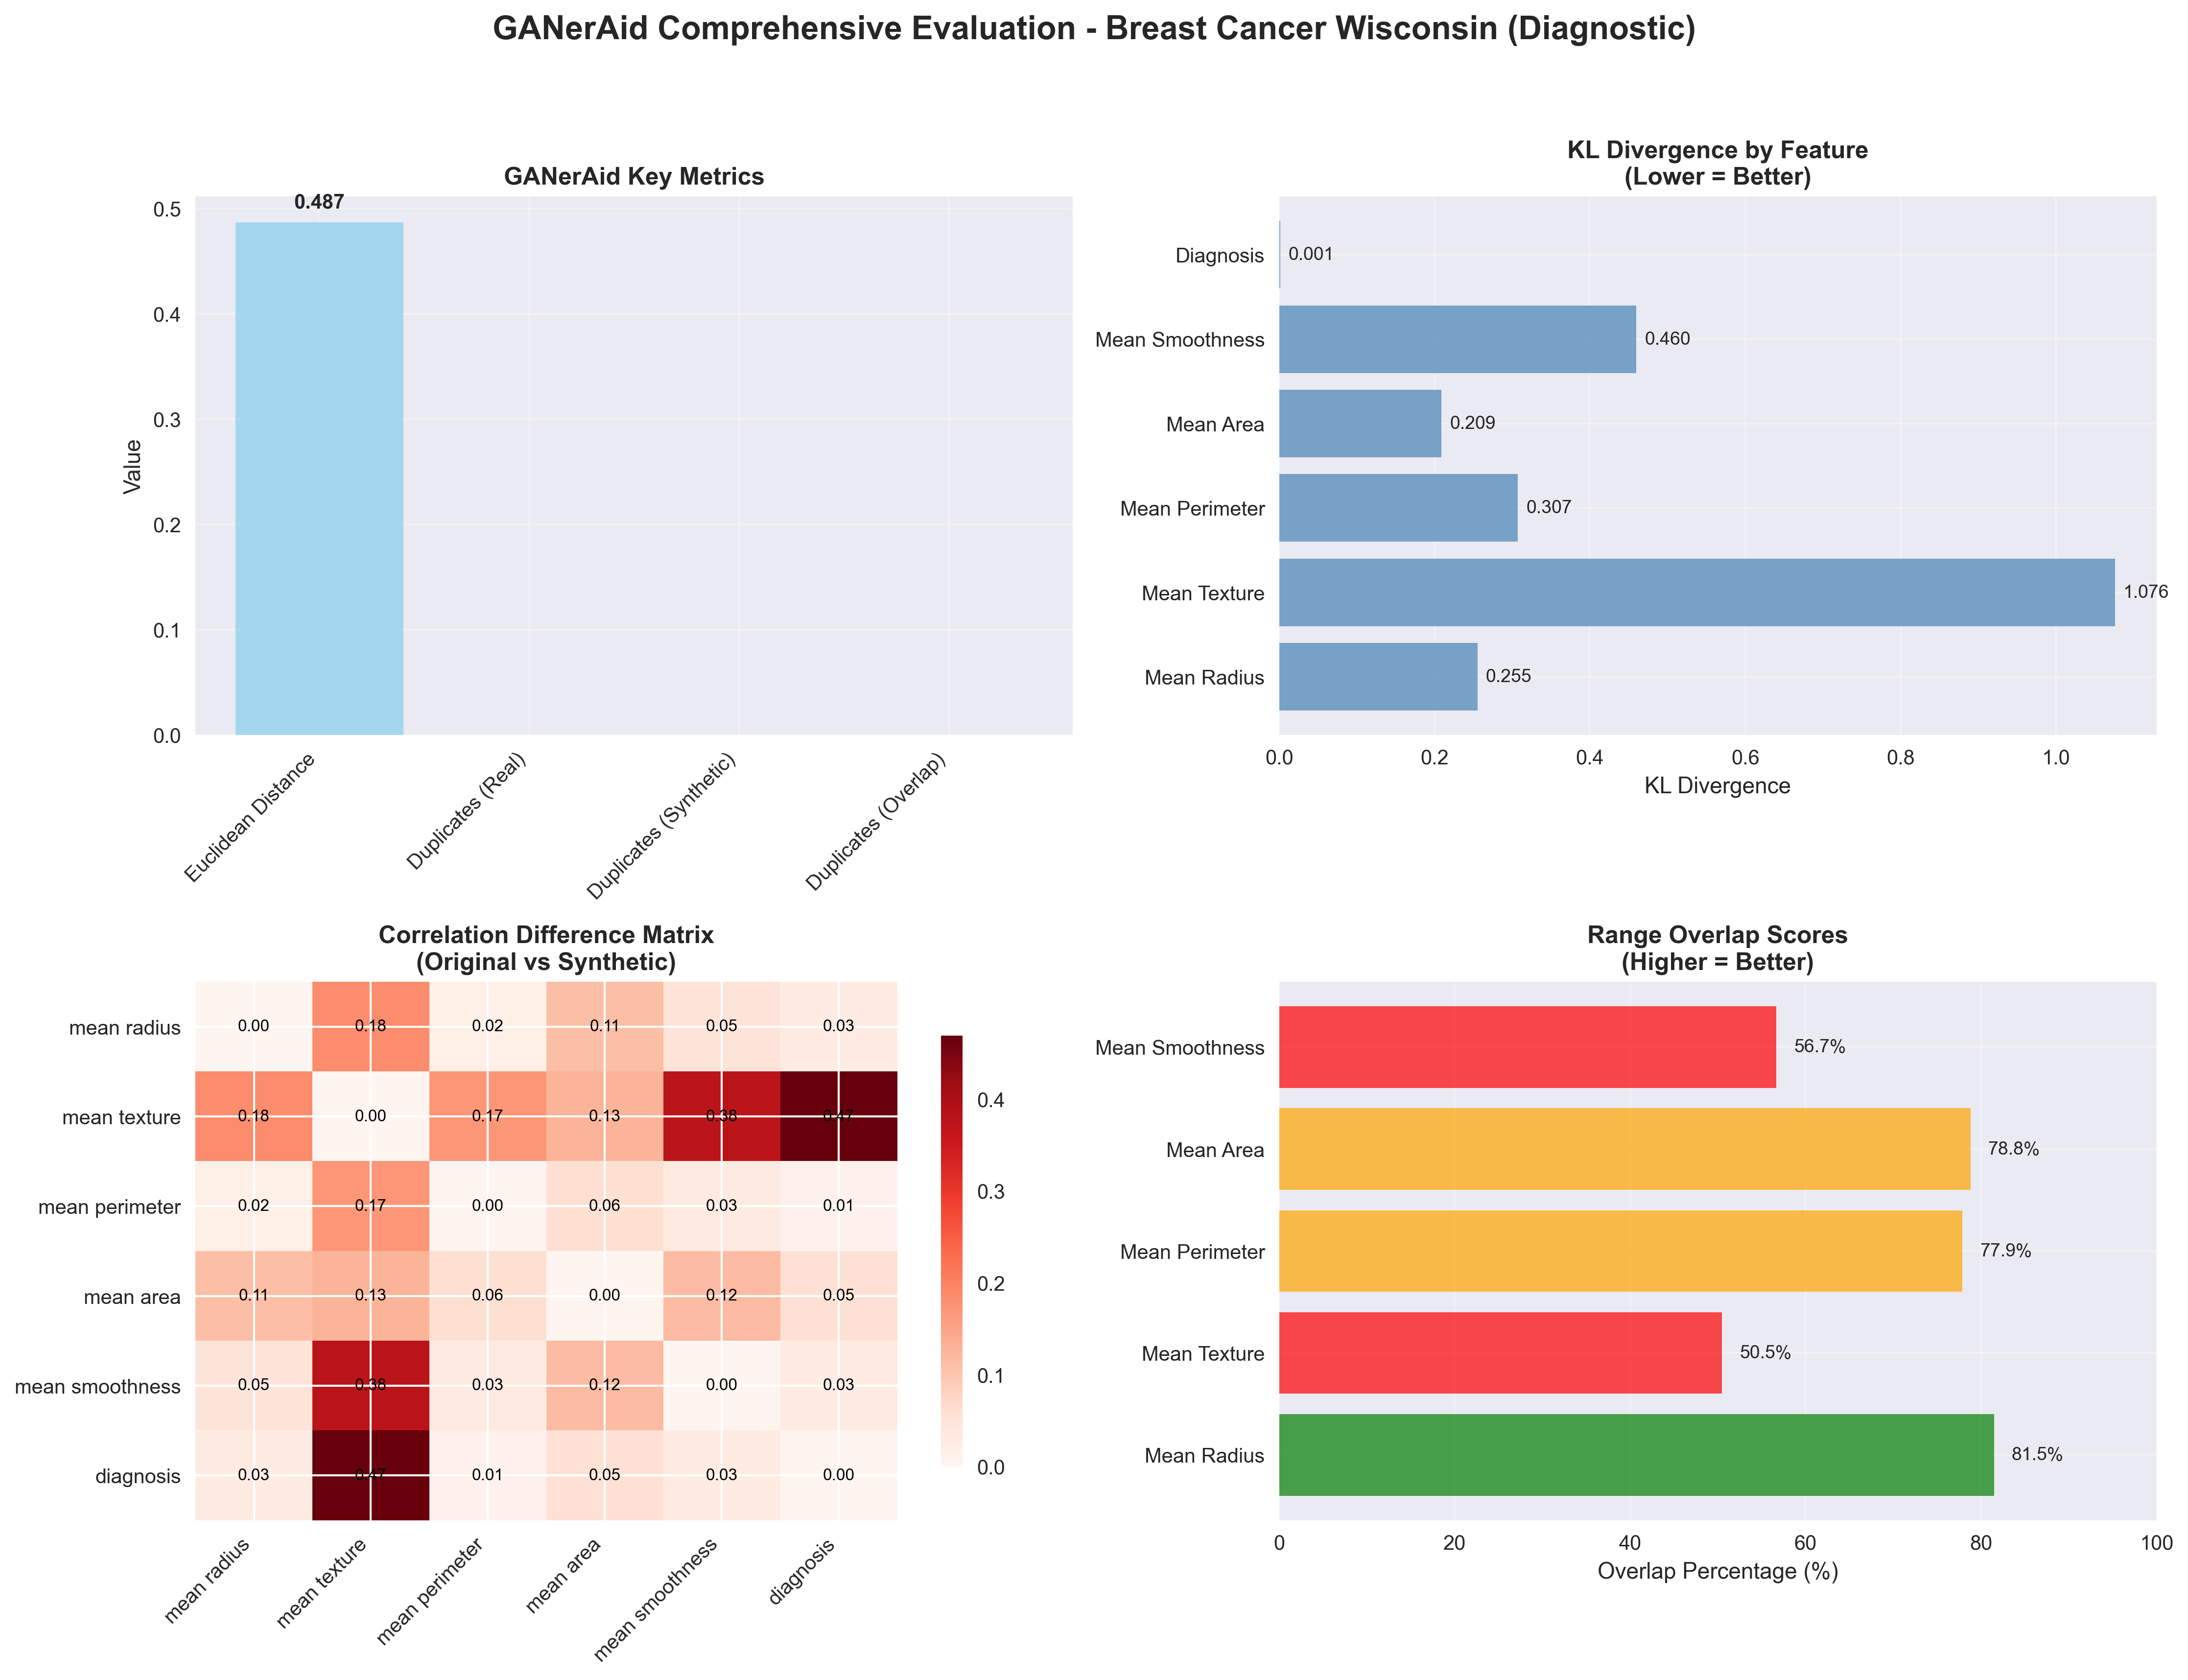 GANerAid Comprehensive Evaluation - Breast Cancer Wisconsin (Diagnostic)
GANerAid Key Metrics
0.487
0.5
0.4
0.3
0.2
0.1
0.0
Value
Euclidean Distance
Duplicates (Real)
Duplicates (Synthetic)
Duplicates (Overlap)
KL Divergence by Feature
(Lower = Better)
Diagnosis 0.001
Mean Smoothness 0.460
Mean Area 0.209
Mean Perimeter 0.307
Mean Texture 1.076
Mean Radius 0.255
0.0 0.2 0.4 0.6 0.8 1.0
KL Divergence
Correlation Difference Matrix
(Original vs Synthetic)
mean radius 0.00 0.18 0.02 0.11 0.05 0.03
mean texture 0.18 0.00 0.17 0.13 0.38 0.47
mean perimeter 0.02 0.17 0.00 0.06 0.03 0.01
mean area 0.11 0.13 0.06 0.00 0.12 0.05
mean smoothness 0.05 0.38 0.03 0.12 0.00 0.03
diagnosis 0.03 0.47 0.01 0.05 0.03 0.00
mean radius
mean texture
mean perimeter
mean area
mean smoothness
diagnosis
0.4
0.3
0.2
0.1
0.0
Range Overlap Scores
(Higher = Better)
Mean Smoothness 56.7%
Mean Area 78.8%
Mean Perimeter 77.9%
Mean Texture 50.5%
Mean Radius 81.5%
0 20 40 60 80 100
Overlap Percentage (%)